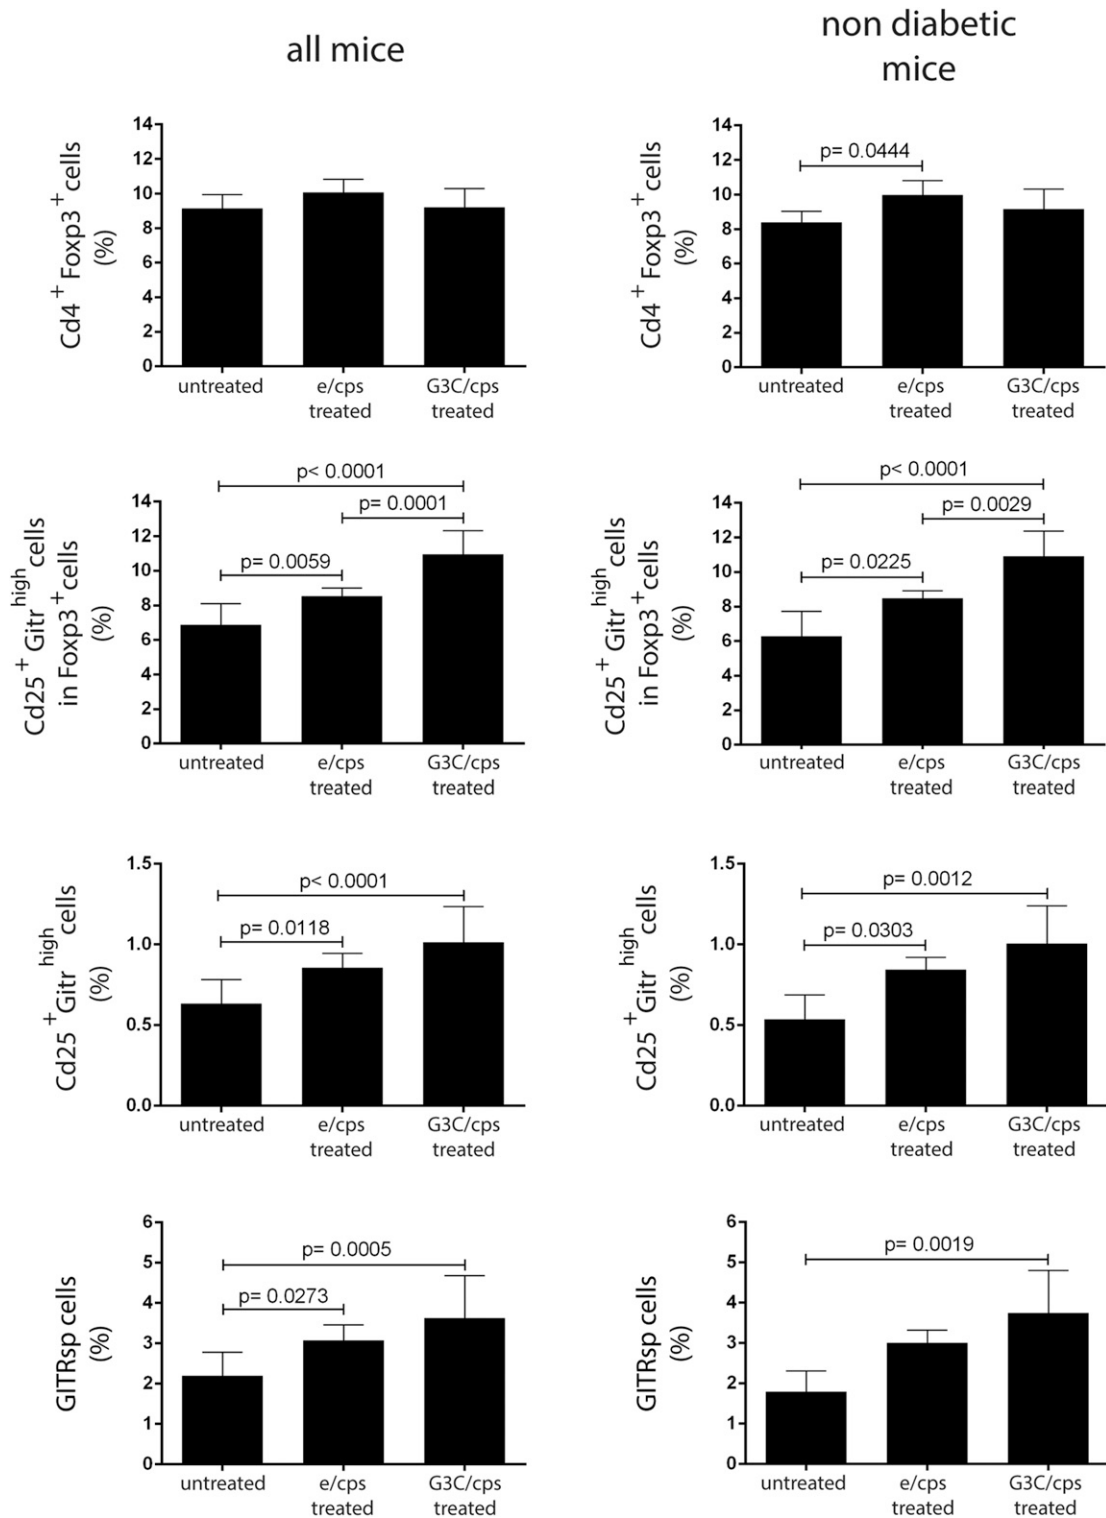 all mice
non diabetic
mice
Cd4 + Foxp3 + cells
(%)
14
12
10
8
6
4
2
0
untreated
e/cps
treated
G3C/cps
treated
Cd4 + Foxp3 + cells
(%)
14
12
10
8
6
4
2
0
p= 0.0444
untreated
e/cps
treated
G3C/cps
treated
Cd25 + Gitr high cells
in Foxp3 + cells
(%)
14
12
10
8
6
4
2
0
p< 0.0001
p= 0.0001
p= 0.0059
untreated
e/cps
treated
G3C/cps
treated
Cd25 + Gitr high cells
in Foxp3 + cells
(%)
14
12
10
8
6
4
2
0
p< 0.0001
p= 0.0029
p= 0.0225
untreated
e/cps
treated
G3C/cps
treated
Cd25 + Gitr high cells
(%)
1.5
1.0
0.5
0.0
p< 0.0001
p= 0.0118
untreated
e/cps
treated
G3C/cps
treated
Cd25 + Gitr high cells
(%)
1.5
1.0
0.5
0.0
p= 0.0012
p= 0.0303
untreated
e/cps
treated
G3C/cps
treated
GITRsp cells
(%)
6
5
4
3
2
1
0
p= 0.0005
p= 0.0273
untreated
e/cps
treated
G3C/cps
treated
GITRsp cells
(%)
6
5
4
3
2
1
0
p= 0.0019
untreated
e/cps
treated
G3C/cps
treated